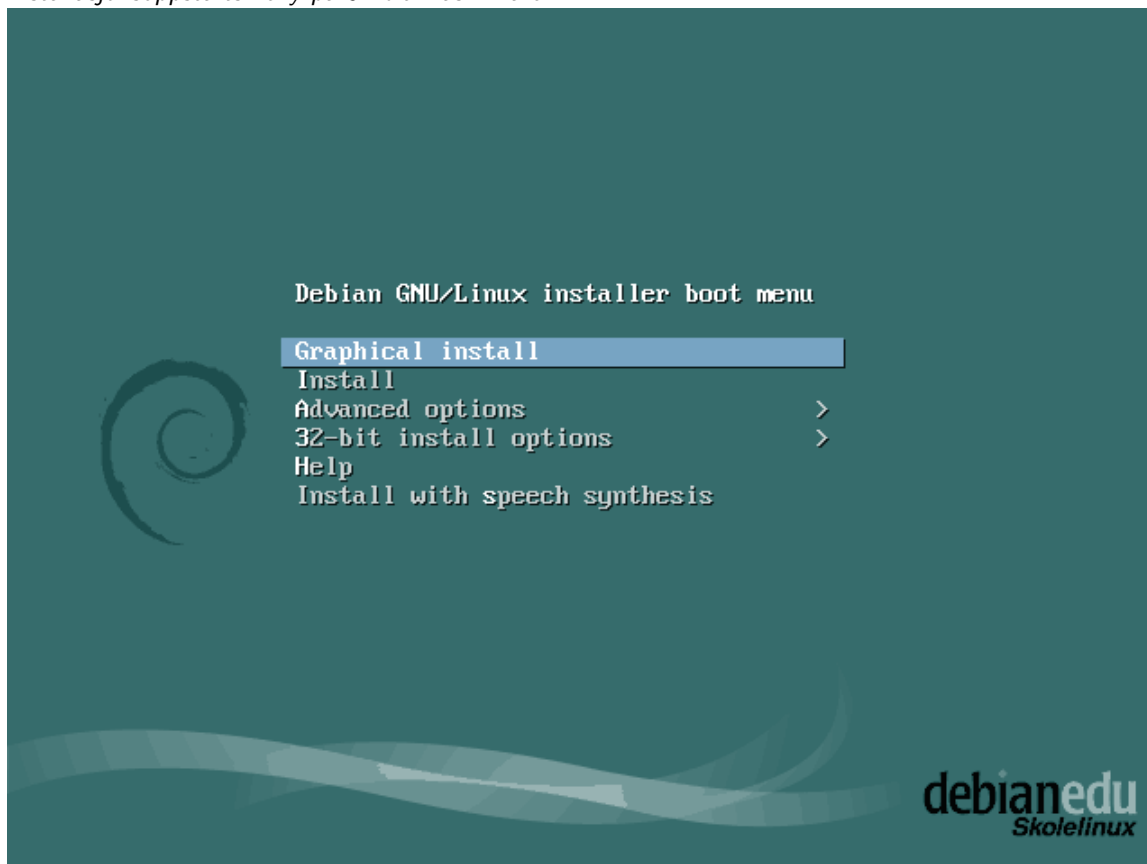 Debian GNU/Linux installer boot menu
Graphical install
Install
Advanced options >
32-bit install options >
Help
Install with speech synthesis
debianedu
Skolelinux